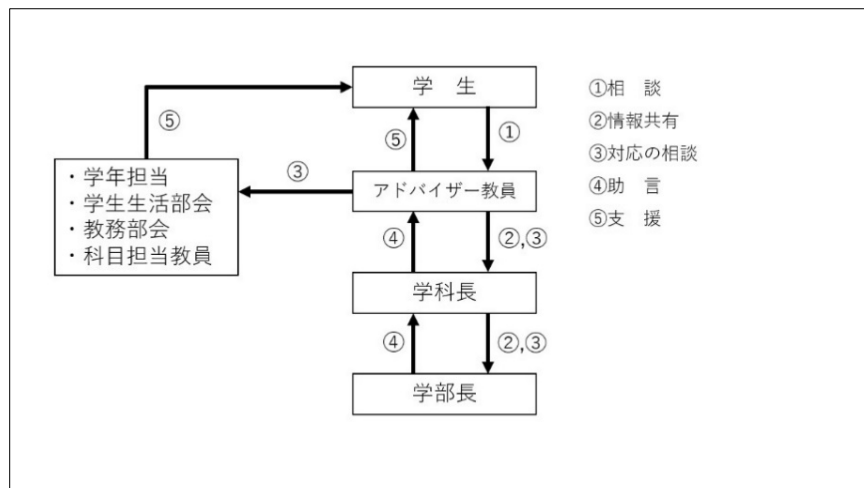 学　生
①相　談
②情報共有
③対応の相談
④助　言
⑤支　援
⑤
⑤
①
③
・学年担当
・学生生活部会
・教務部会
・科目担当教員
アドバイザー教員
④
②,③
学科長
④
②,③
学部長